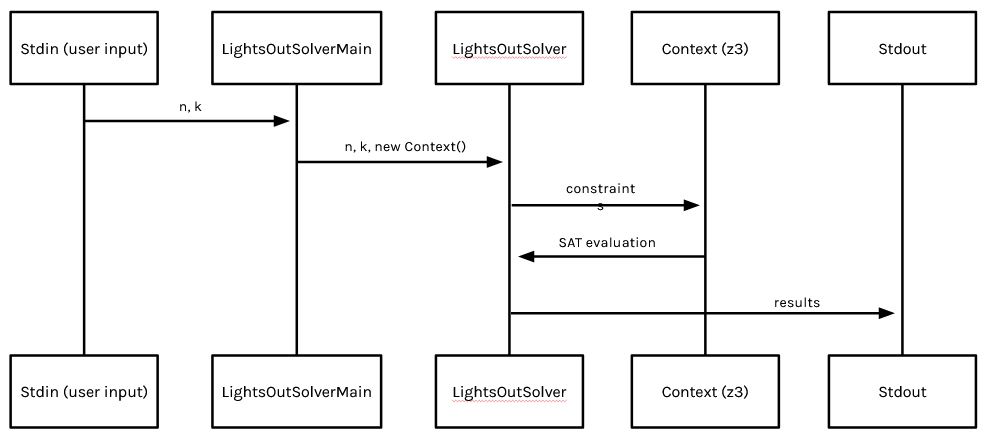 Stdin (user input)
LightsOutSolverMain
LightsOutSolver
Context (z3)
Stdout
n, k
n, k, new Context()
constraint
s
SAT evaluation
results
Stdin (user input)
LightsOutSolverMain
LightsOutSolver
Context (z3)
Stdout